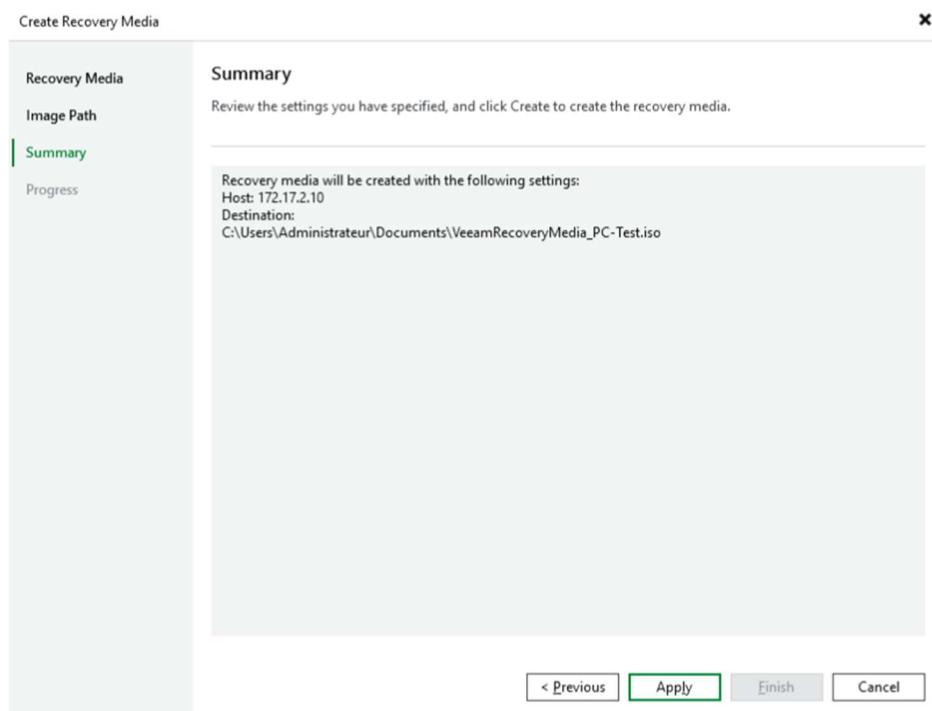 Create Recovery Media
Recovery Media
Image Path
Summary
Progress
Summary
Review the settings you have specified, and click Create to create the recovery media.
Recovery media will be created with the following settings:
Host: 172.17.2.10
Destination:
C:\Users\Administrateur\Documents\VeeamRecoveryMedia_PC-Test.iso
< Previous
Apply
Finish
Cancel